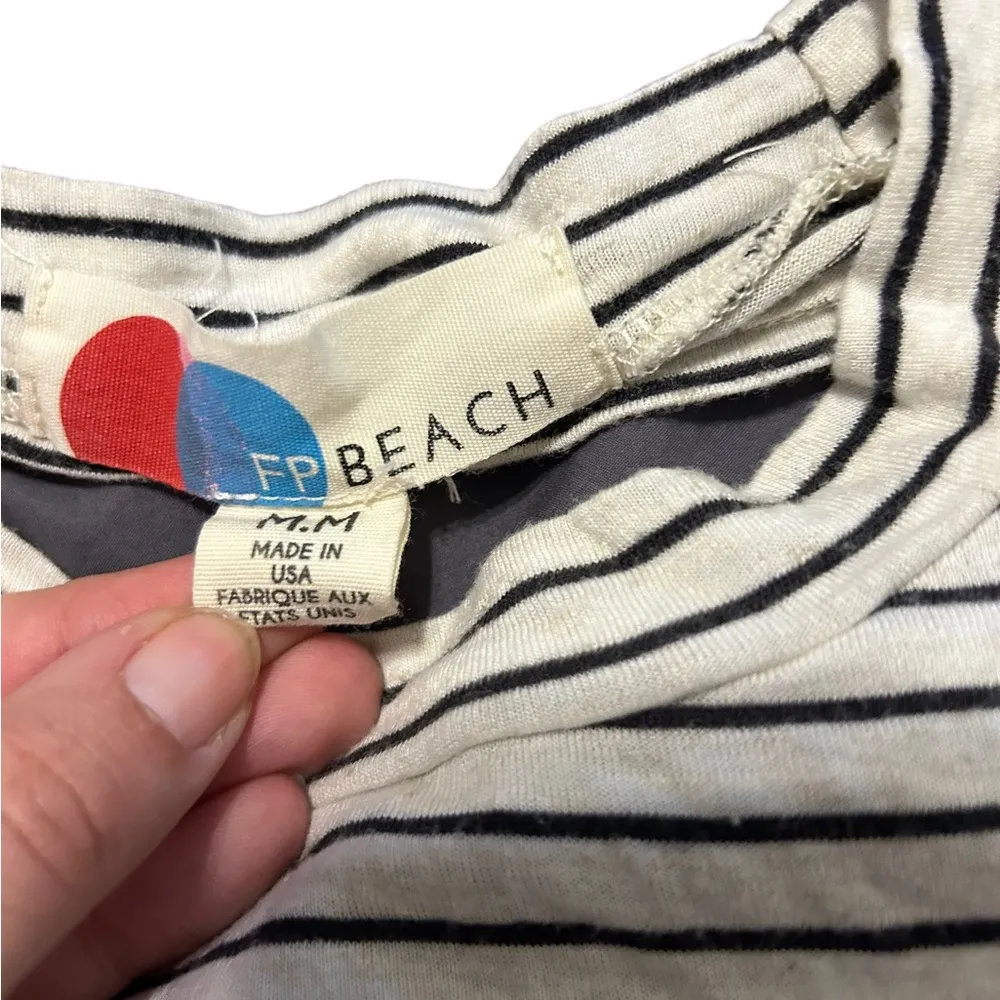 FP BEACH
M.M
MADE IN
USA
FABRIQUE AUX
ETATS UNIS